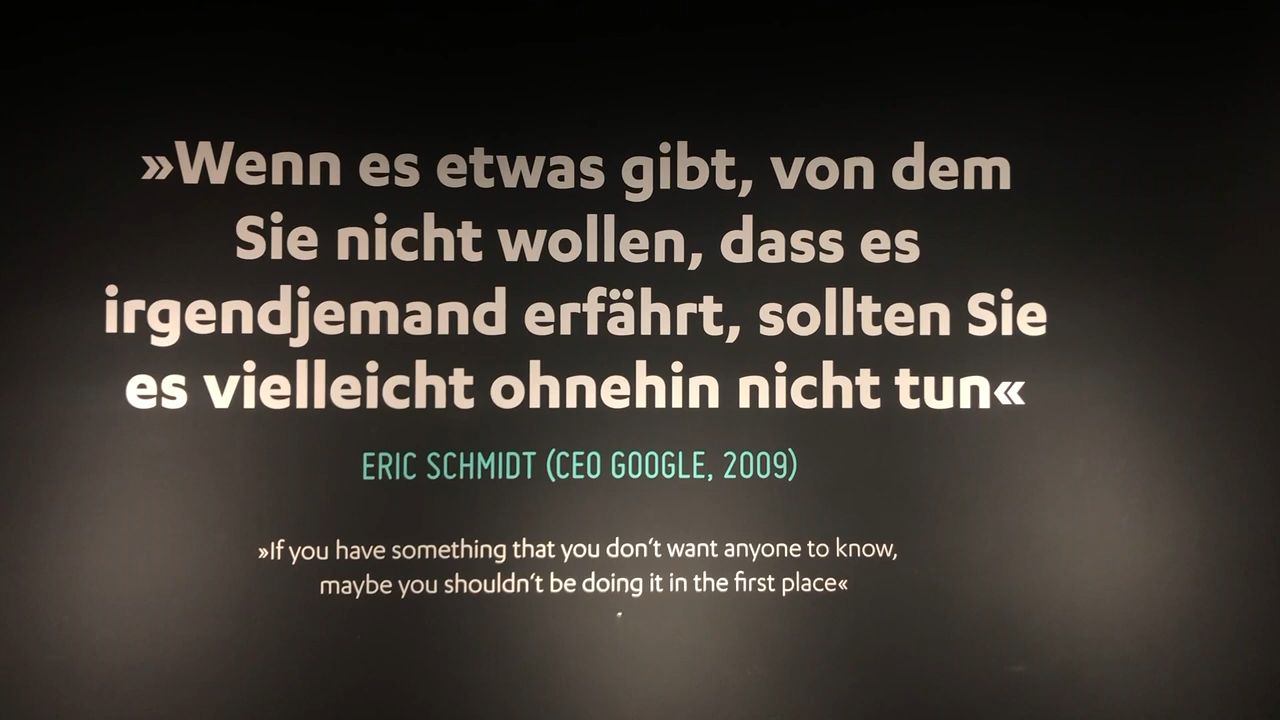 »Wenn es etwas gibt, von dem
Sie nicht wollen, dass es
irgendjemand erfährt, sollten Sie
es vielleicht ohnehin nicht tun«
ERIC SCHMIDT (CEO GOOGLE, 2009)
»If you have something that you don‘t want anyone to know,
maybe you shouldn‘t be doing it in the first place«